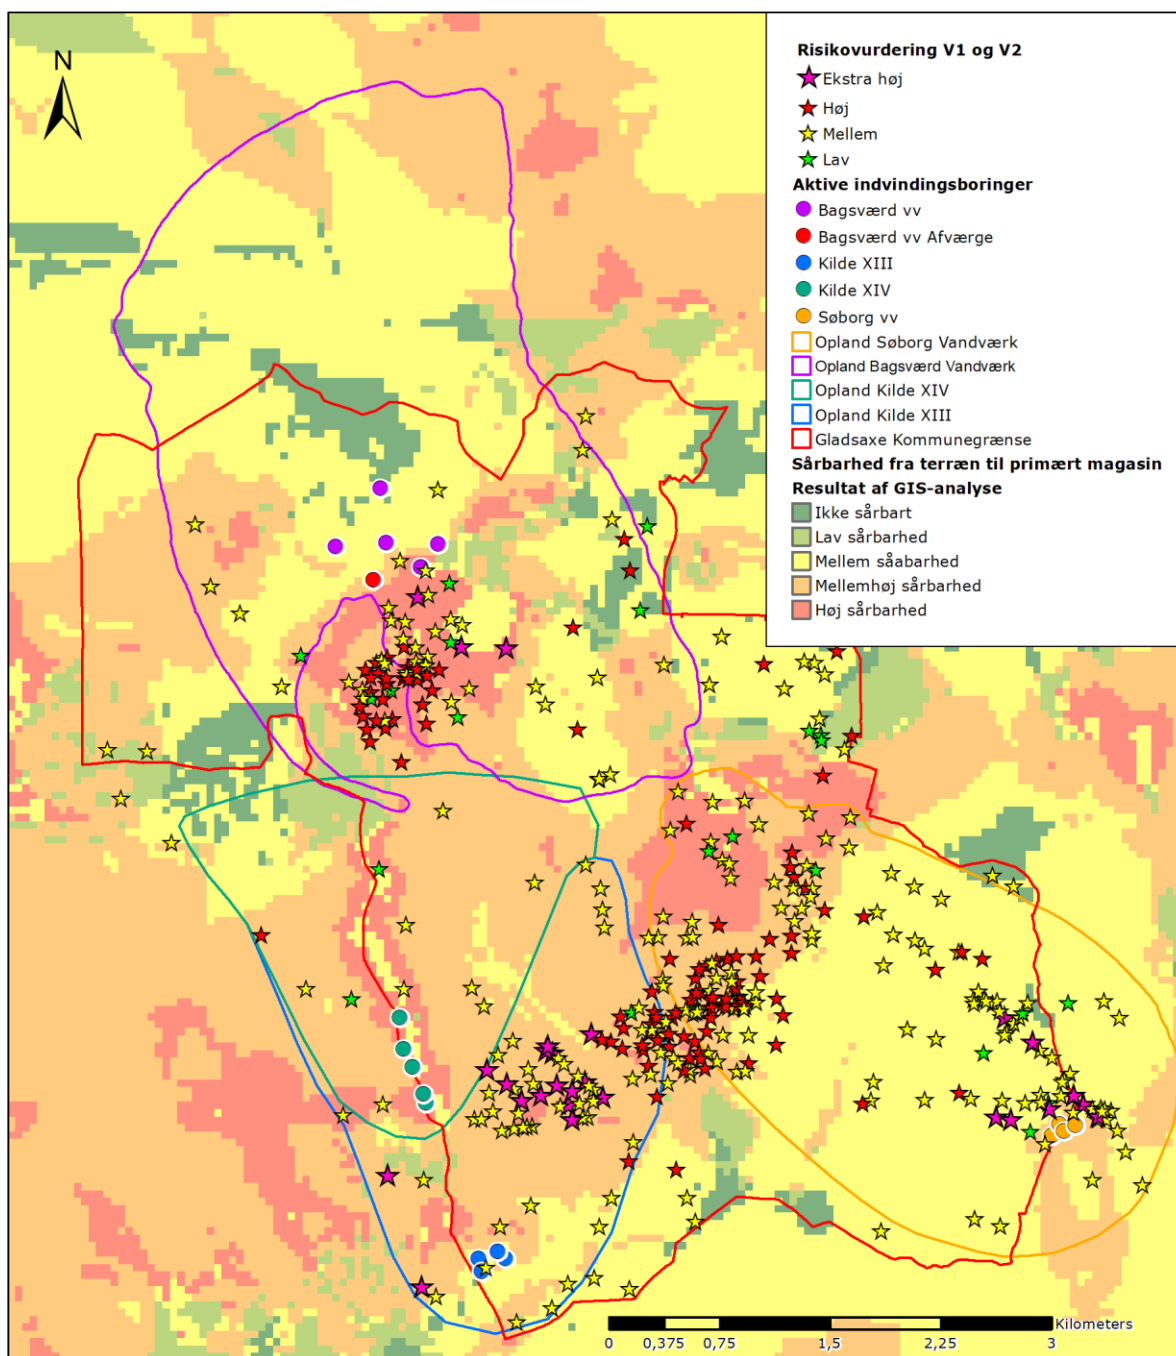 N
Risikovurdering V1 og V2
Ekstra høj
Høj
Mellem
Lav
Aktive indvindingsboringer
Bagsværd vv
Bagsværd vv Afværge
Kilde XIII
Kilde XIV
Søborg vv
Opland Søborg Vandværk
Opland Bagsværd Vandværk
Opland Kilde XIV
Opland Kilde XIII
Gladsaxe Kommunegrænse
Sårbarhed fra terræn til primært magasin
Resultat af GIS-analyse
Ikke sårbart
Lav sårbarhed
Mellem såabarhed
Mellemhøj sårbarhed
Høj sårbarhed
Kilometers
0 0,375 0,75 1,5 2,25 3